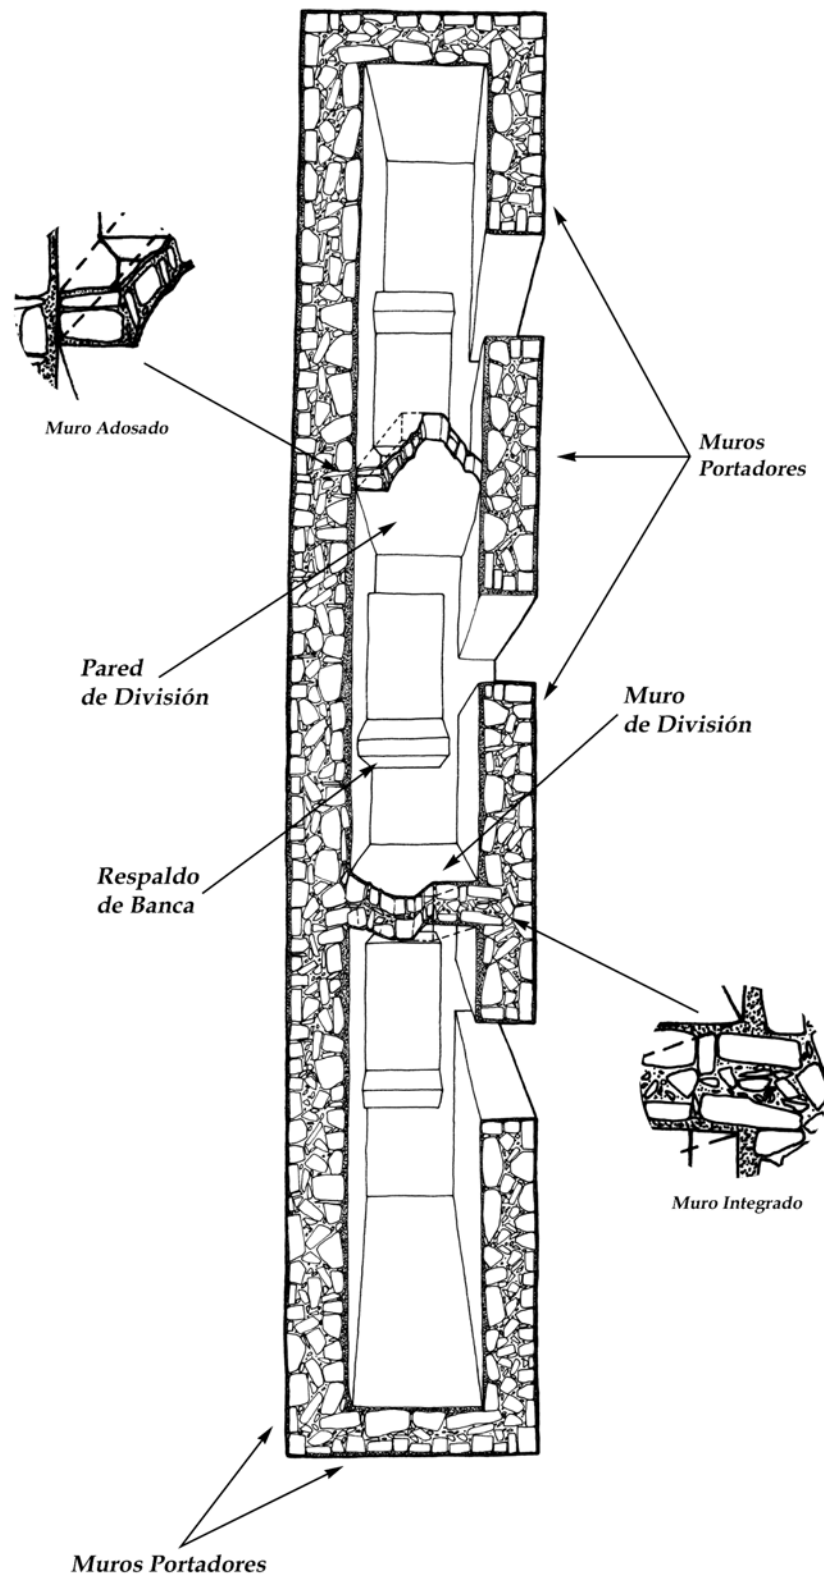 Muro Adosado
Muros
Portadores
Pared
de División
Muro
de División
Respaldo
de Banca
Muro Integrado
Muros Portadores